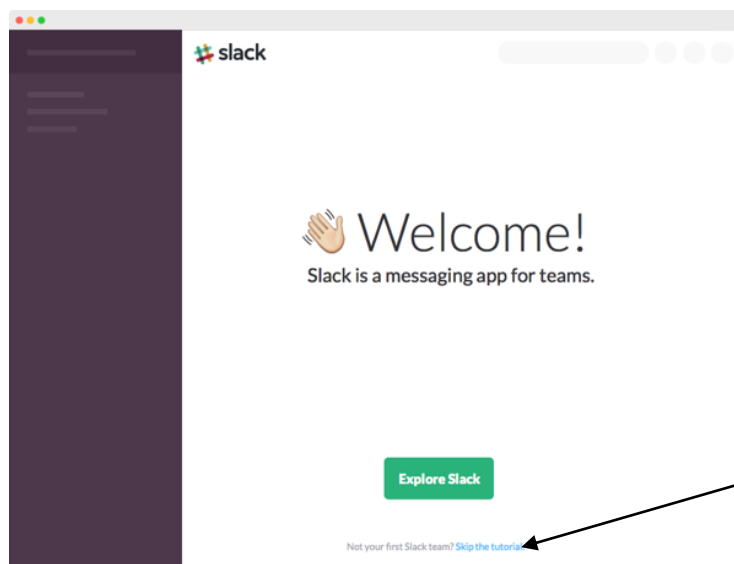 slack
Welcome!
Slack is a messaging app for teams.
Explore Slack
Not your first Slack team? Skip the tutorial.